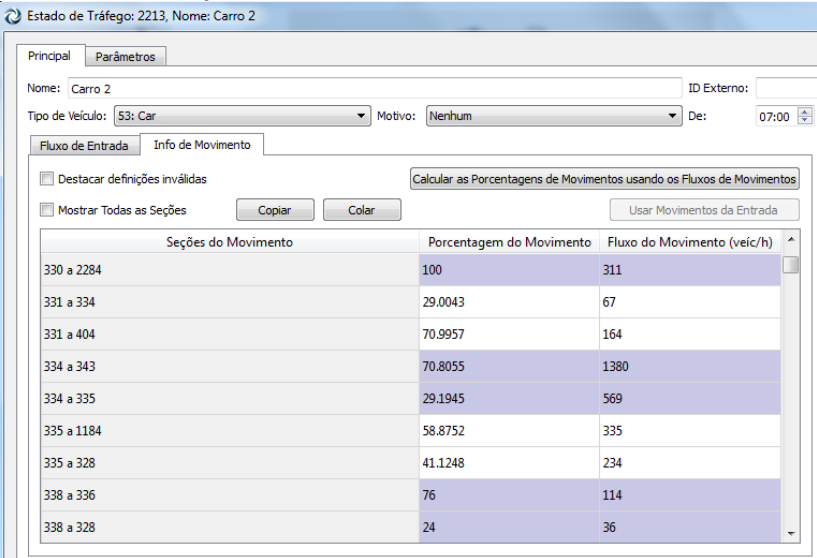 Estado de Tráfego: 2213, Nome: Carro 2
Principal Parâmetros
Nome: Carro 2 ID Externo:
Tipo de Veículo: 53: Car Motivo: Nenhum De: 07:00
Fluxo de Entrada Info de Movimento
Destacar definições inválidas Calcular as Porcentagens de Movimentos usando os Fluxos de Movimentos
Mostrar Todas as Seções Copiar Colar Usar Movimentos da Entrada
Seções do Movimento Porcentagem do Movimento Fluxo do Movimento (veíc/h)
330 a 2284 100 311
331 a 334 29.0043 67
331 a 404 70.9957 164
334 a 343 70.8055 1380
334 a 335 29.1945 569
335 a 1184 58.8752 335
335 a 328 41.1248 234
338 a 336 76 114
338 a 328 24 36